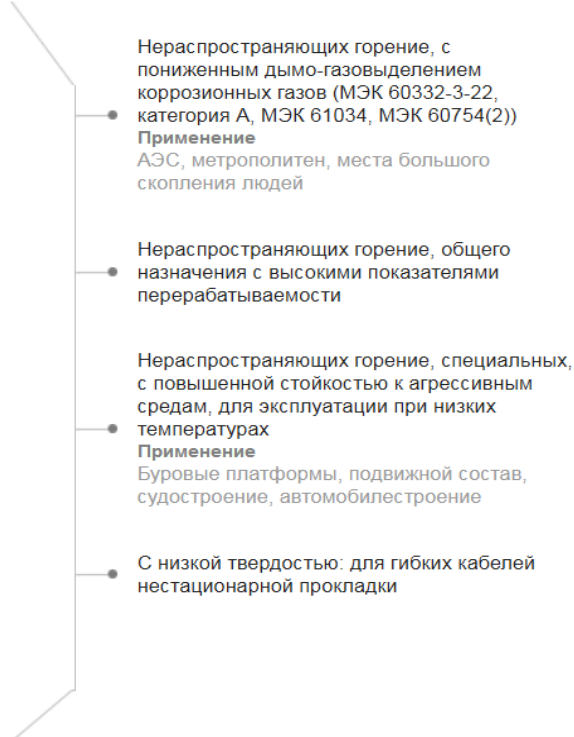 Нераспространяющих горение, с
пониженным дымо-газовыделением
коррозионных газов (МЭК 60332-3-22,
категория А, МЭК 61034, МЭК 60754(2))
Применение
АЭС, метрополитен, места большого
скопления людей
Нераспространяющих горение, общего
назначения с высокими показателями
перерабатываемости
Нераспространяющих горение, специальных,
с повышенной стойкостью к агрессивным
средам, для эксплуатации при низких
температурах
Применение
Буровые платформы, подвижной состав,
судостроение, автомобилестроение
С низкой твердостью: для гибких кабелей
нестационарной прокладки